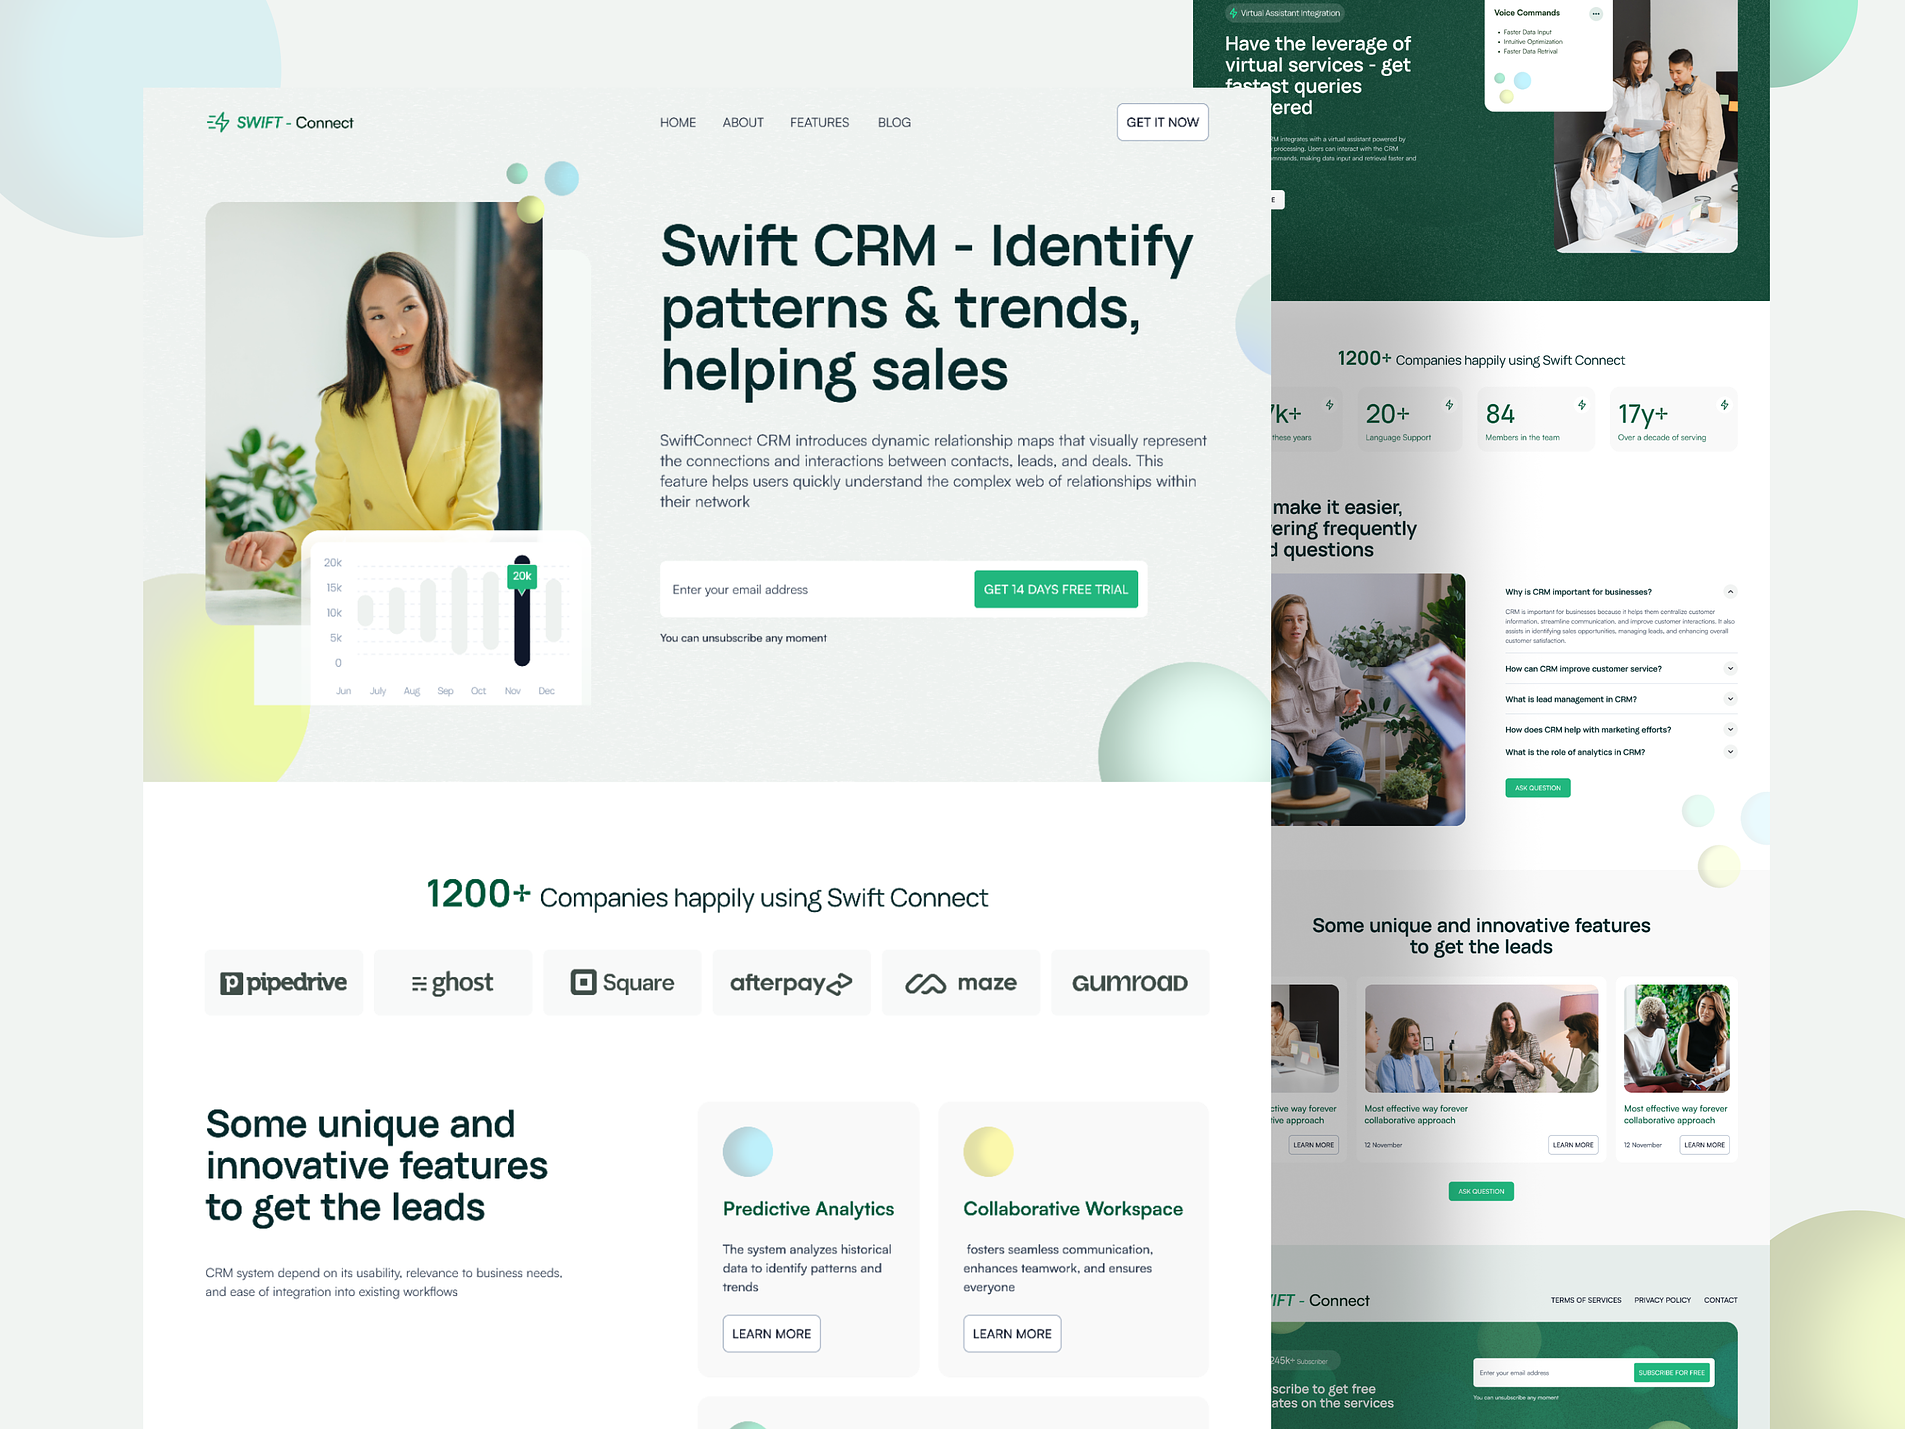 SWIFT - Connect
HOME ABOUT FEATURES BLOG
GET IT NOW
Swift CRM - Identify
patterns & trends,
helping sales
SwiftConnect CRM introduces dynamic relationship maps that visually represent
the connections and interactions between contacts, leads, and deals. This
feature helps users quickly understand the complex web of relationships within
their network
Enter your email address
GET 14 DAYS FREE TRIAL
You can unsubscribe any moment
20k
15k
10k
5k
0
20k
Jun July Aug Sep Oct Nov Dec
1200+ Companies happily using Swift Connect
pipedrive
ghost
Square
afterpay
maze
GUMROAD
Some unique and
innovative features
to get the leads
CRM system depend on its usability, relevance to business needs,
and ease of integration into existing workflows
Predictive Analytics
The system analyzes historical
data to identify patterns and
trends
LEARN MORE
Collaborative Workspace
fosters seamless communication,
enhances teamwork, and ensures
everyone
LEARN MORE
Virtual Assistant Integration
Have the leverage of
virtual services - get
fastest queries
ered
RM integrates with a virtual assistant powered by
processing. Users can interact with the CRM
mmands, making data input and retrieval faster and
E
Voice Commands
Faster Data Input
Intuitive Optimization
Faster Data Retrival
1200+ Companies happily using Swift Connect
k+
these years
20+
Language Support
84
Members in the team
17y+
Over a decade of serving
make it easier,
ering frequently
d questions
Why is CRM important for businesses?
CRM is important for businesses because it helps them centralize customer
information, streamline communication, and improve customer interactions. It also
assists in identifying sales opportunities, managing leads, and enhancing overall
customer satisfaction.
How can CRM improve customer service?
What is lead management in CRM?
How does CRM help with marketing efforts?
What is the role of analytics in CRM?
ASK QUESTION
Some unique and innovative features
to get the leads
ctive way forever
tive approach
LEARN MORE
Most effective way forever
collaborative approach
12 November
LEARN MORE
Most effective way forever
collaborative approach
12 November
LEARN MORE
ASK QUESTION
IFT - Connect
TERMS OF SERVICES PRIVACY POLICY CONTACT
245k+ Subscriber
scribe to get free
ates on the services
Enter your email address
SUBSCRIBE FOR FREE
You can unsubscribe any moment